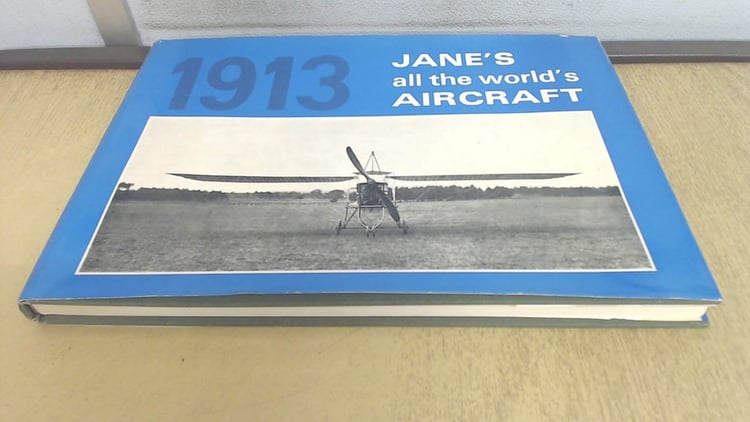 1913
JANE'S
all the world's
AIRCRAFT